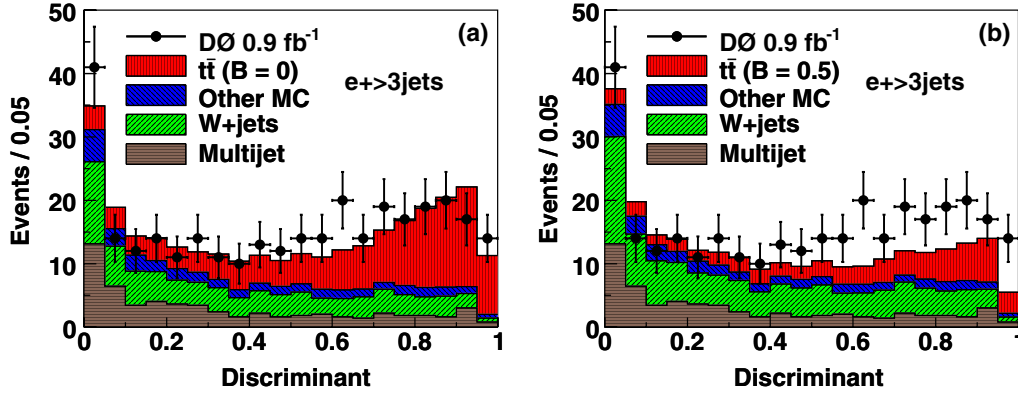 50
40
30
20
10
0
Events / 0.05
(a)
DØ 0.9 fb⁻¹
tt̄ (B = 0)
Other MC
W+jets
Multijet
e+>3jets
0 0.2 0.4 0.6 0.8 1
Discriminant
50
40
30
20
10
0
Events / 0.05
(b)
DØ 0.9 fb⁻¹
tt̄ (B = 0.5)
Other MC
W+jets
Multijet
e+>3jets
0 0.2 0.4 0.6 0.8 1
Discriminant